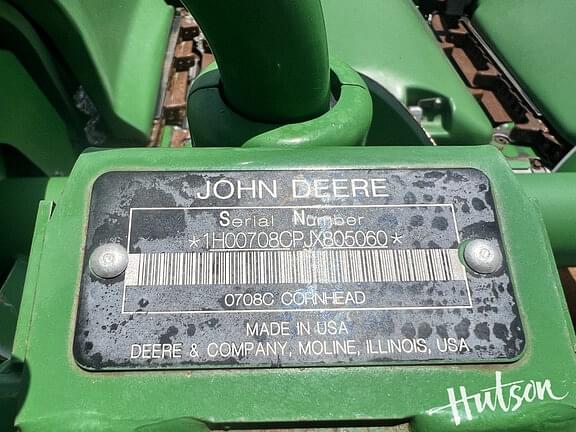 JOHN DEERE
Serial Number
*1H00708CPJX805060*
0708C CORNHEAD
MADE IN USA
DEERE & COMPANY, MOLINE, ILLINOIS, USA
Hutson